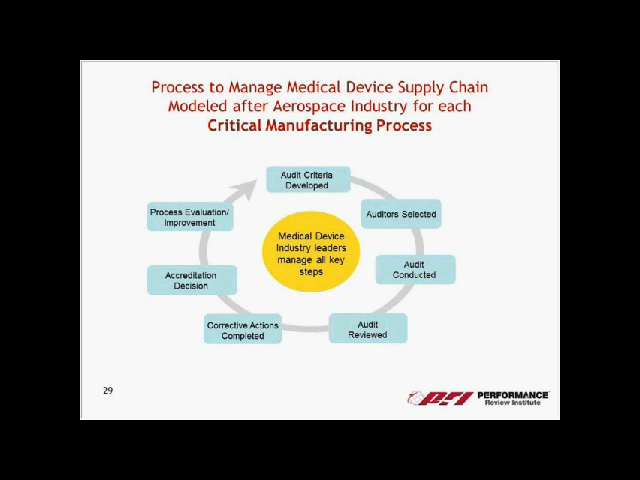 Process to Manage Medical Device Supply Chain
Modeled after Aerospace Industry for each
Critical Manufacturing Process
Audit Criteria
Developed
Auditors Selected
Audit
Conducted
Audit
Reviewed
Corrective Actions
Completed
Accreditation
Decision
Process Evaluation/
Improvement
Medical Device
Industry leaders
manage all key
steps
29
PRI PERFORMANCE
Review Institute